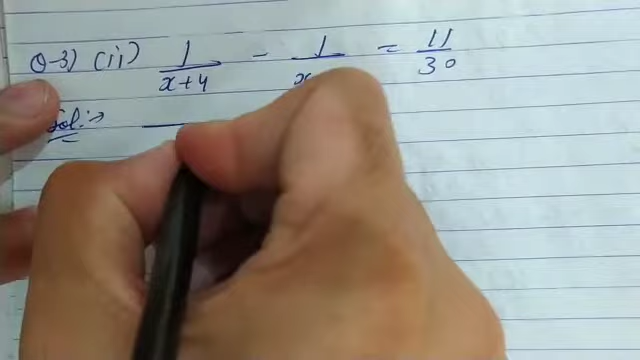 Q-3) (ii) 1/x+4 - 1/x = 11/30
Sol:→